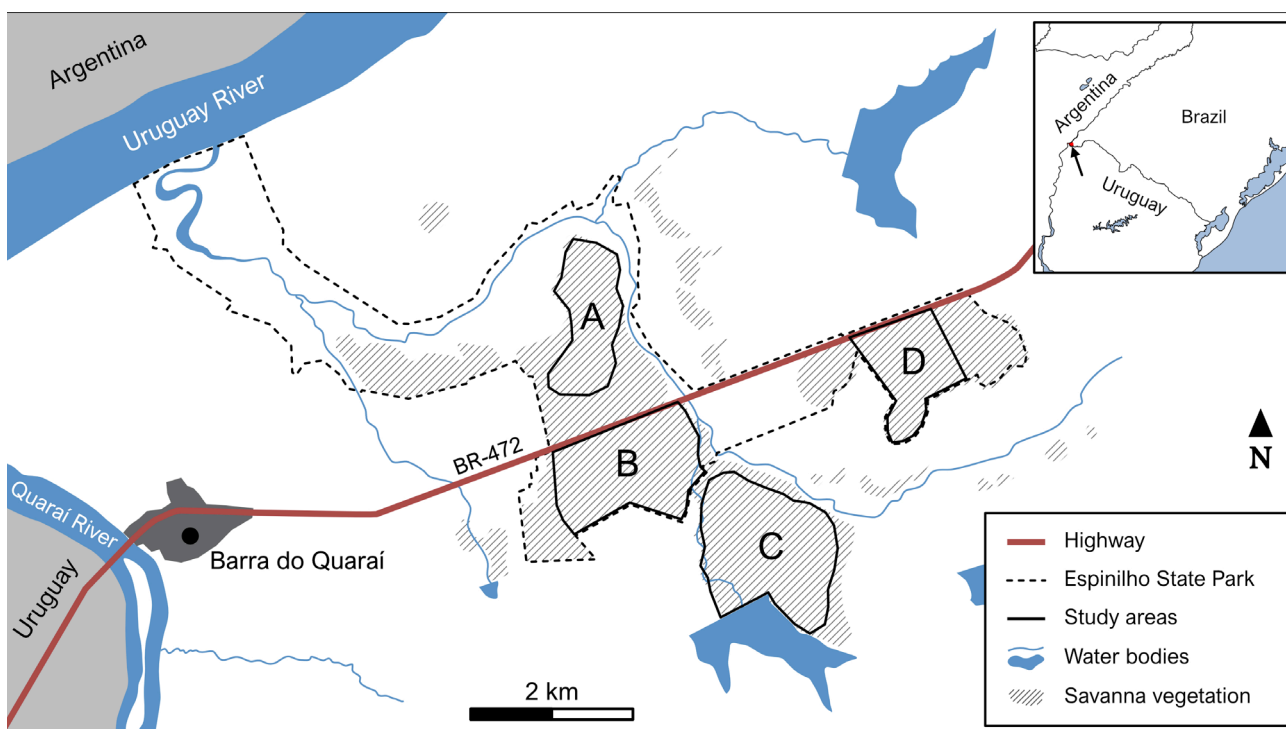 Argentina
Uruguay River
Argentina
Brazil
Uruguay
A
D
B
BR-472
C
N
Quaraí River
Barra do Quaraí
Uruguay
2 km
Highway
Espinilho State Park
Study areas
Water bodies
Savanna vegetation